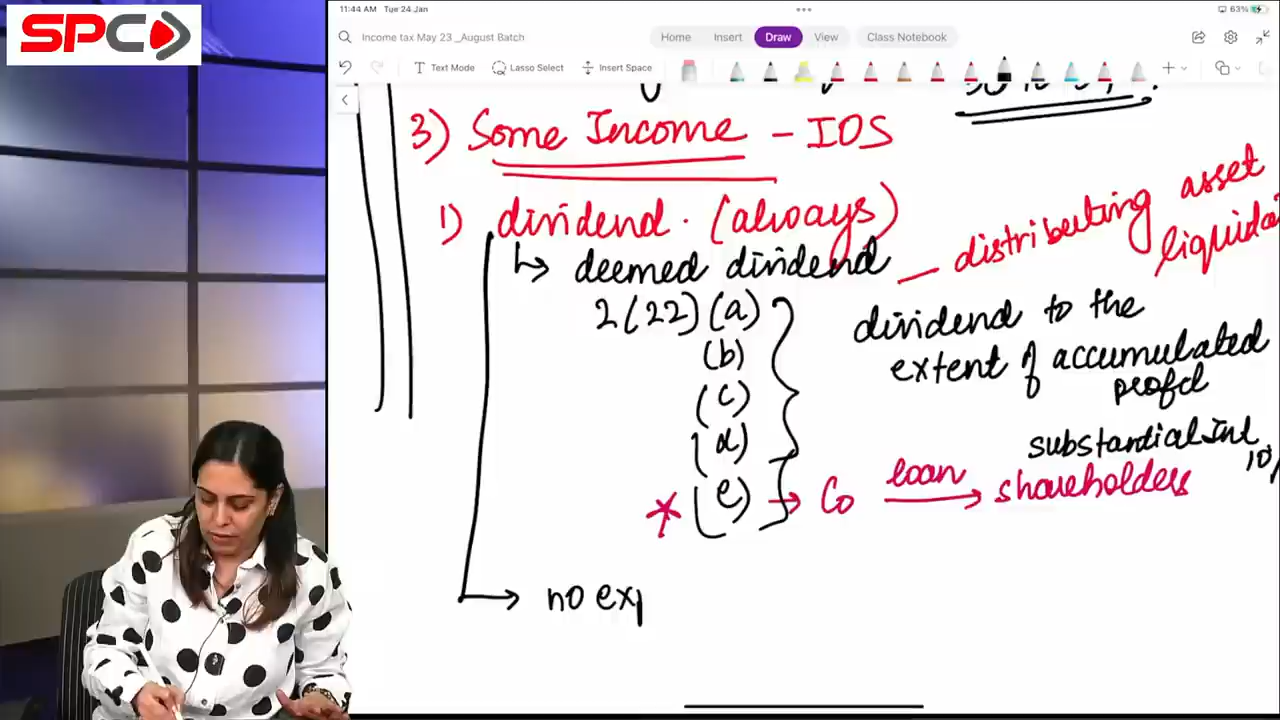 SPC
11:44 AM Tue 24 Jan
63%
Income tax May 23 _August Batch
Home Insert Draw View Class Notebook
Text Mode Lasso Select Insert Space
3) Some Income - IOS
1) dividend. (always)
distributing asset
deemed dividend
2(22) (a)
(b)
(c)
(d)
(e)
dividend to the
extent of accumulated
substantial Int
* Co loan shareholders
no exp